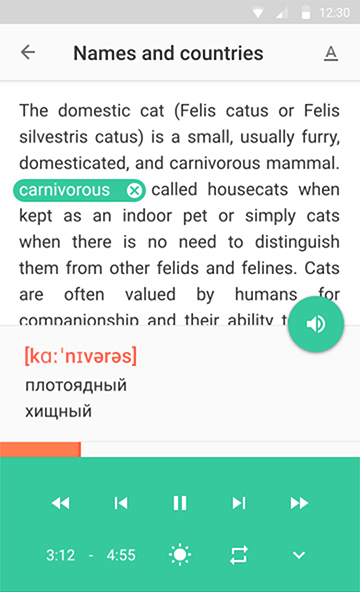 12:30
Names and countries
A
The domestic cat (Felis catus or Felis
silvestris catus) is a small, usually furry,
domesticated, and carnivorous mammal.
carnivorous called housecats when
kept as an indoor pet or simply cats
when there is no need to distinguish
them from other felids and felines. Cats
are often valued by humans for
companionship and their ability
[kɑːˈnɪvərəs]
плотоядный
хищный
3:12 - 4:55